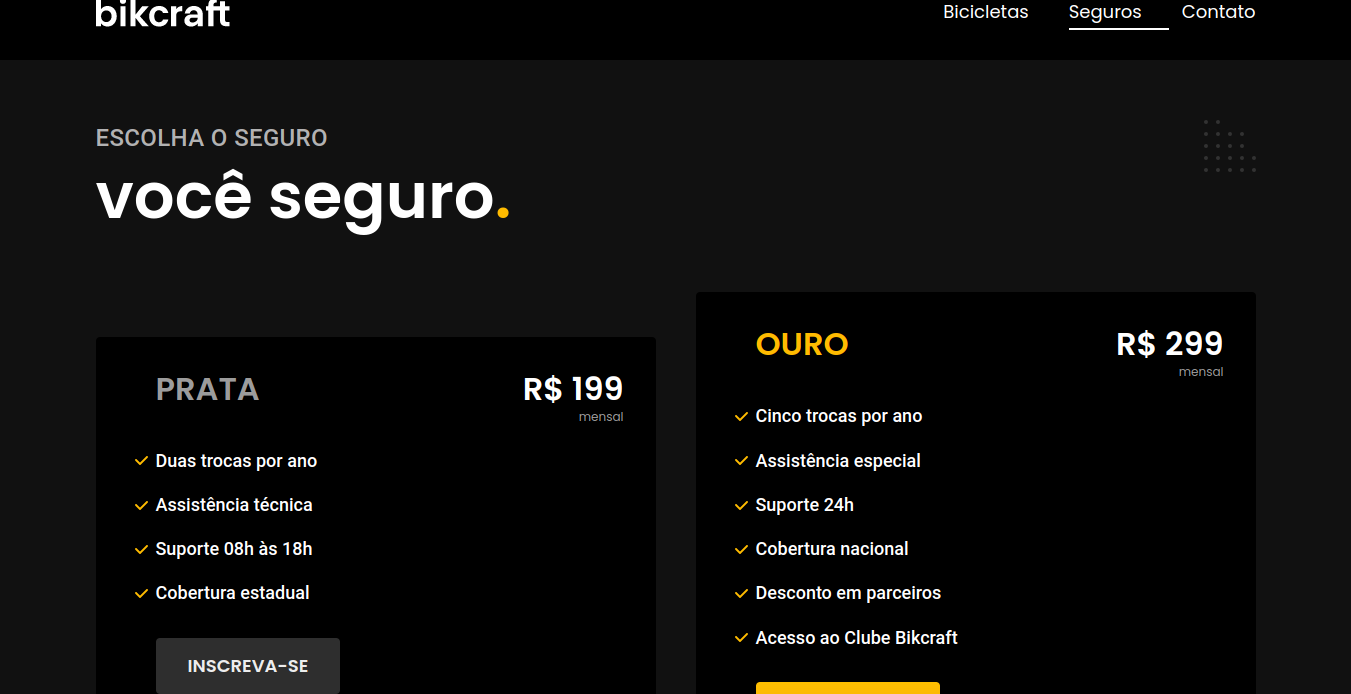 bikcraft
Bicicletas
Seguros
Contato
ESCOLHA O SEGURO
você seguro.
PRATA
R$ 199
mensal
Duas trocas por ano
Assistência técnica
Suporte 08h às 18h
Cobertura estadual
INSCREVA-SE
OURO
R$ 299
mensal
Cinco trocas por ano
Assistência especial
Suporte 24h
Cobertura nacional
Desconto em parceiros
Acesso ao Clube Bikcraft